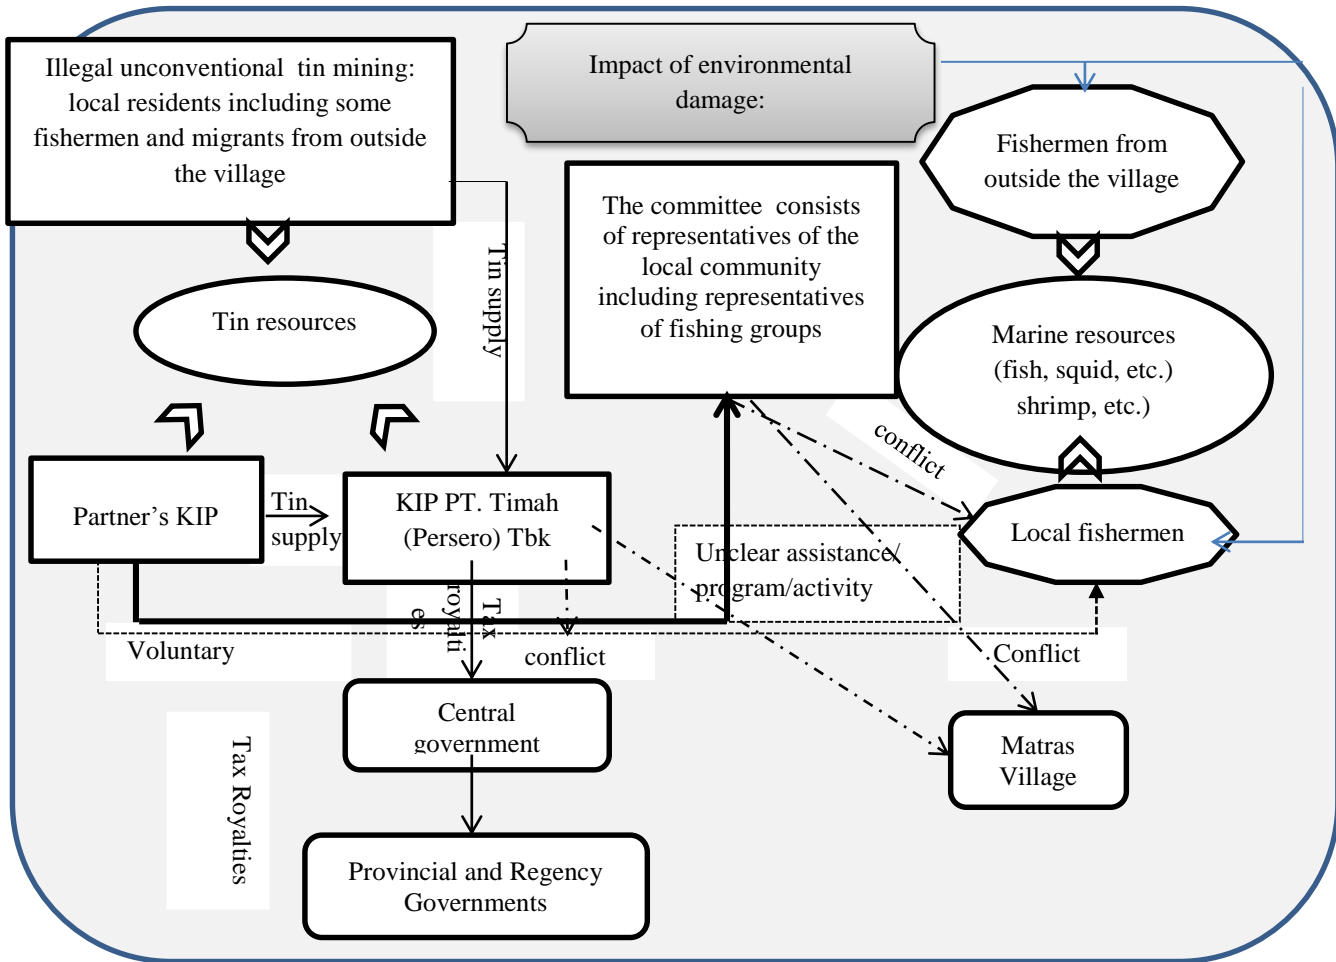 Illegal unconventional tin mining:
local residents including some
fishermen and migrants from outside
the village
Impact of environmental
damage:
Fishermen from
outside the village
The committee consists
of representatives of the
local community
including representatives
of fishing groups
Tin supply
Tin resources
Marine resources
(fish, squid, etc.)
shrimp, etc.)
conflict
Partner's KIP
Tin
supply
KIP PT. Timah
(Persero) Tbk
Unclear assistance/
program/activity
Local fishermen
Tax
royalti
es
Voluntary
conflict
Conflict
Central
government
Matras
Village
Tax Royalties
Provincial and Regency
Governments